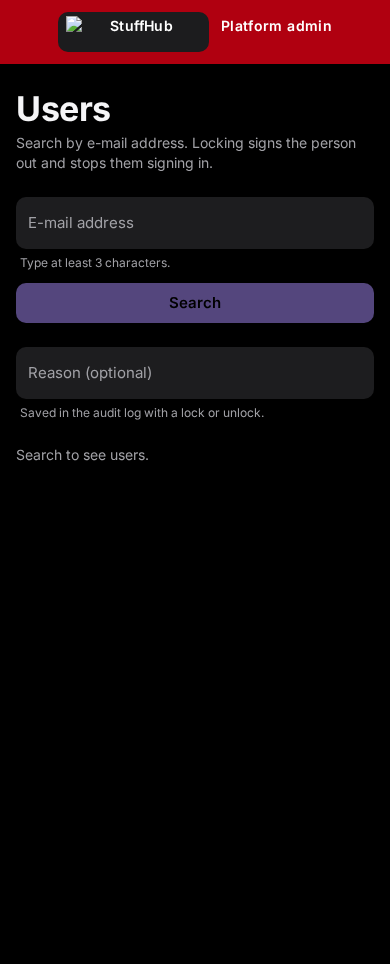 StuffHub
Platform admin
Users
Search by e-mail address. Locking signs the person
out and stops them signing in.
E-mail address
Type at least 3 characters.
Search
Reason (optional)
Saved in the audit log with a lock or unlock.
Search to see users.